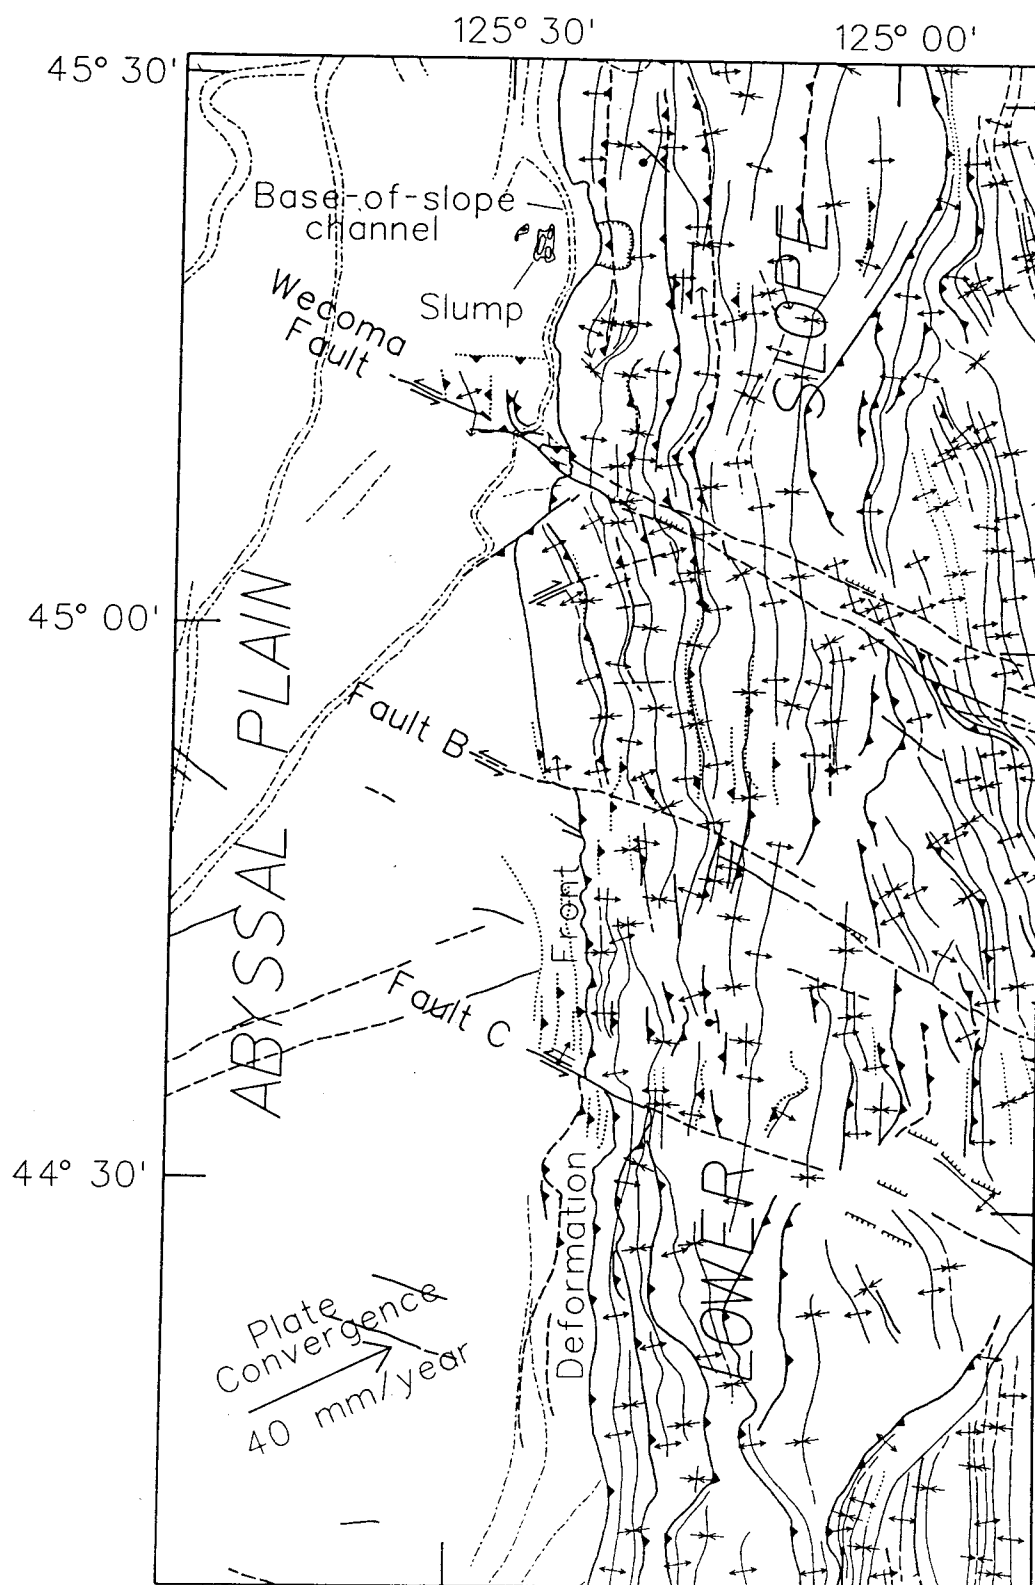 125° 30'
125° 00'
45° 30'
Base-of-slope
channel
Slump
Wecoma
Fault
SLOPE
45° 00'
ABYSSAL PLAIN
Fault B
Front
Fault C
44° 30'
Deformation
LOWER
Plate
Convergence
40 mm/year